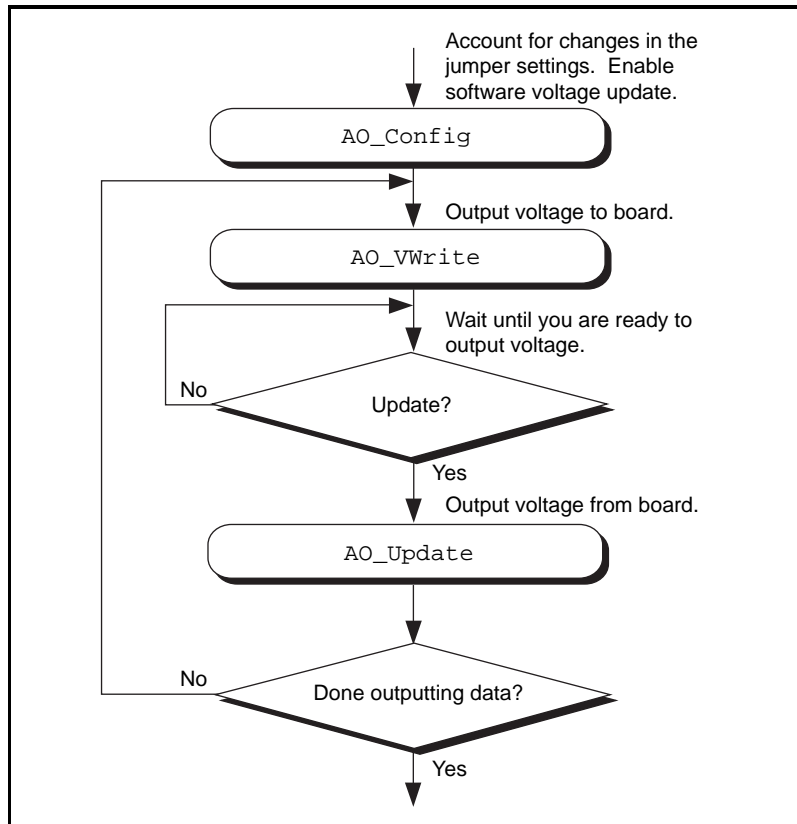 Account for changes in the
jumper settings.  Enable
software voltage update.
AO_Config
Output voltage to board.
AO_VWrite
Wait until you are ready to
output voltage.
No
Update?
Yes
Output voltage from board.
AO_Update
No
Done outputting data?
Yes